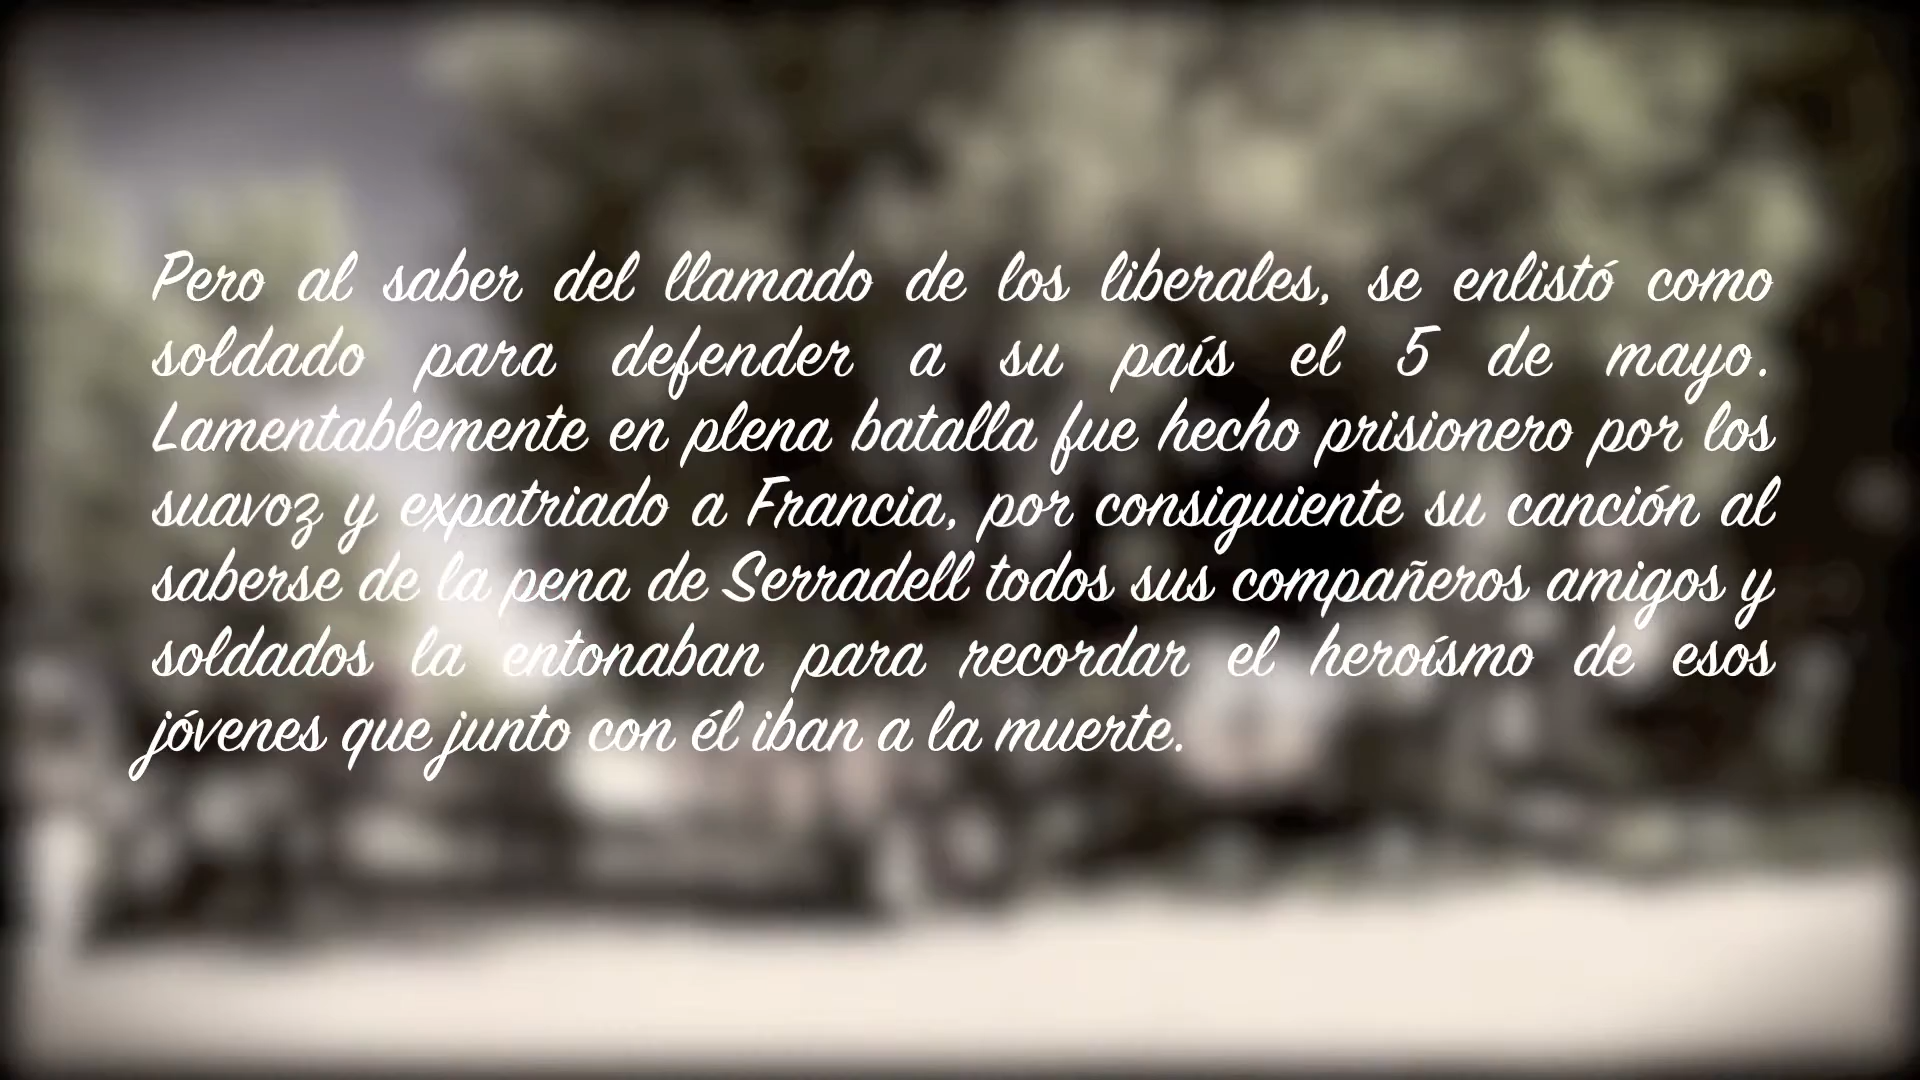 Pero al saber del llamado de los liberales, se enlistó como
soldado para defender a su país el 5 de mayo.
Lamentablemente en plena batalla fue hecho prisionero por los
suavoz y expatriado a Francia, por consiguiente su canción al
saberse de la pena de Serradell todos sus compañeros amigos y
soldados la entonaban para recordar el heroísmo de esos
jóvenes que junto con él iban a la muerte.